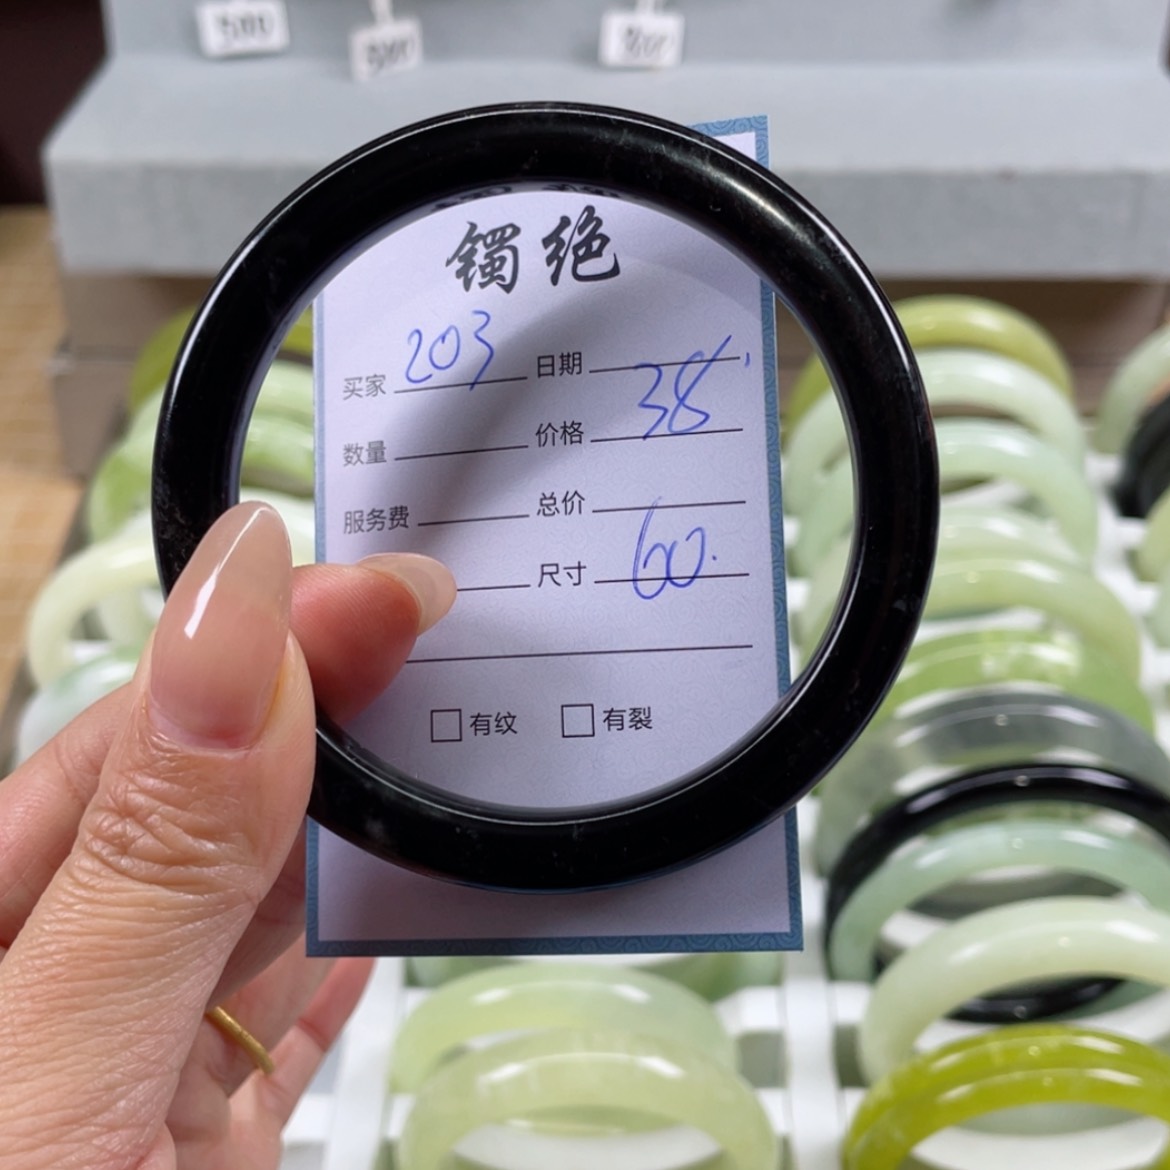 镯绝
买家 203 日期
数量 价格 38
服务费 总价
尺寸 60.
有纹 有裂